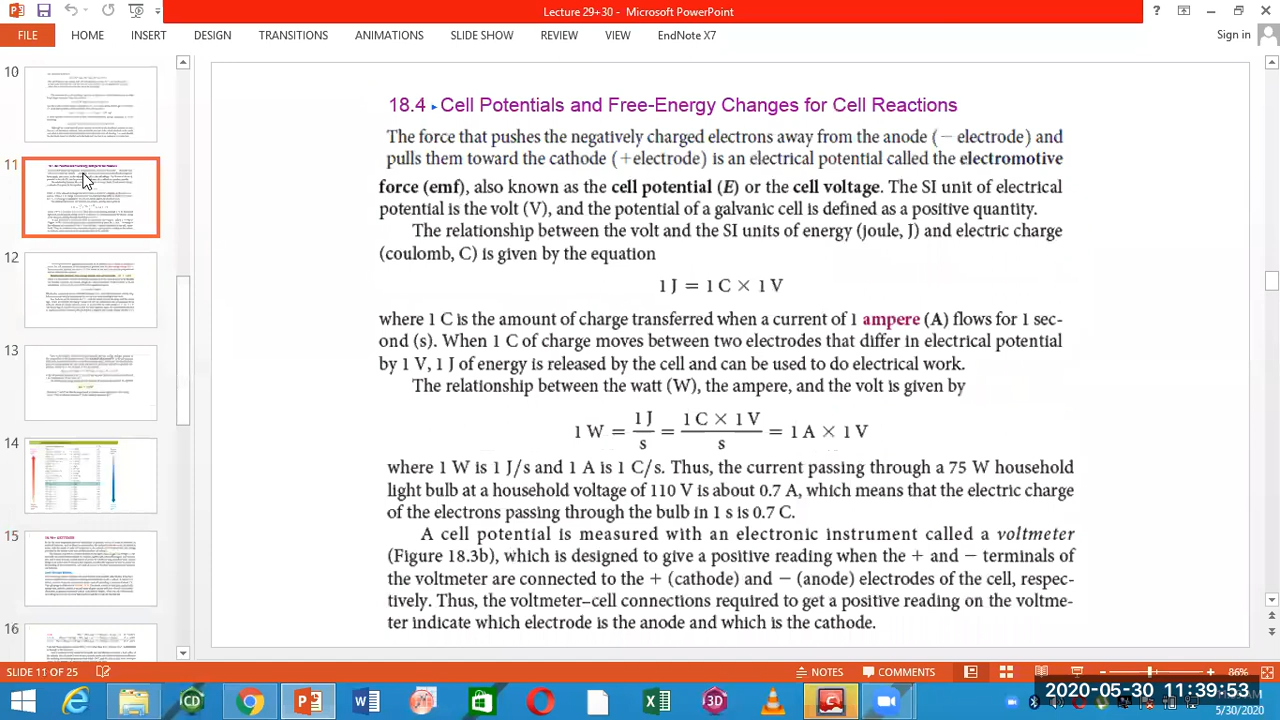 Lecture 29+30 - Microsoft PowerPoint
FILE HOME INSERT DESIGN TRANSITIONS ANIMATIONS SLIDE SHOW REVIEW VIEW EndNote X7 Sign in
10
11
12
13
14
15
16
18.4 ▸ Cell Potentials and Free-Energy Changes for Cell Reactions
The force that pushes the negatively charged electrons away from the anode (− electrode) and
pulls them toward the cathode (+electrode) is an electrical potential called the electromotive
force (emf), also known as the cell potential (E) or the cell voltage. The SI unit of electrical
potential is the volt (V), and the potential of a galvanic cell is defined as a positive quantity.
The relationship between the volt and the SI units of energy (joule, J) and electric charge
(coulomb, C) is given by the equation
1 J = 1 C × 1 V
where 1 C is the amount of charge transferred when a current of 1 ampere (A) flows for 1 sec-
ond (s). When 1 C of charge moves between two electrodes that differ in electrical potential
by 1 V, 1 J of energy is released by the cell and can be used to do electrical work.
The relationship between the watt (W), the ampere, and the volt is given by
1 W = 1 J / s = 1 C × 1 V / s = 1 A × 1 V
where 1 W = 1 J/s and 1 A is 1 C/s. Thus, the current passing through a 75 W household
light bulb at a household voltage of 110 V is about 0.7 A, which means that the electric charge
of the electrons passing through the bulb in 1 s is 0.7 C.
A cell potential is measured with an electronic instrument called a voltmeter
(Figure 18.4), which is designed to give a positive reading when the + and − terminals of
the voltmeter are connected to the + (cathode) and − (anode) electrodes of the cell, respec-
tively. Thus, the voltmeter–cell connections required to get a positive reading on the voltme-
ter indicate which electrode is the anode and which is the cathode.
SLIDE 11 OF 25 NOTES COMMENTS 86%
2020-05-30 11:39:53
5/30/2020